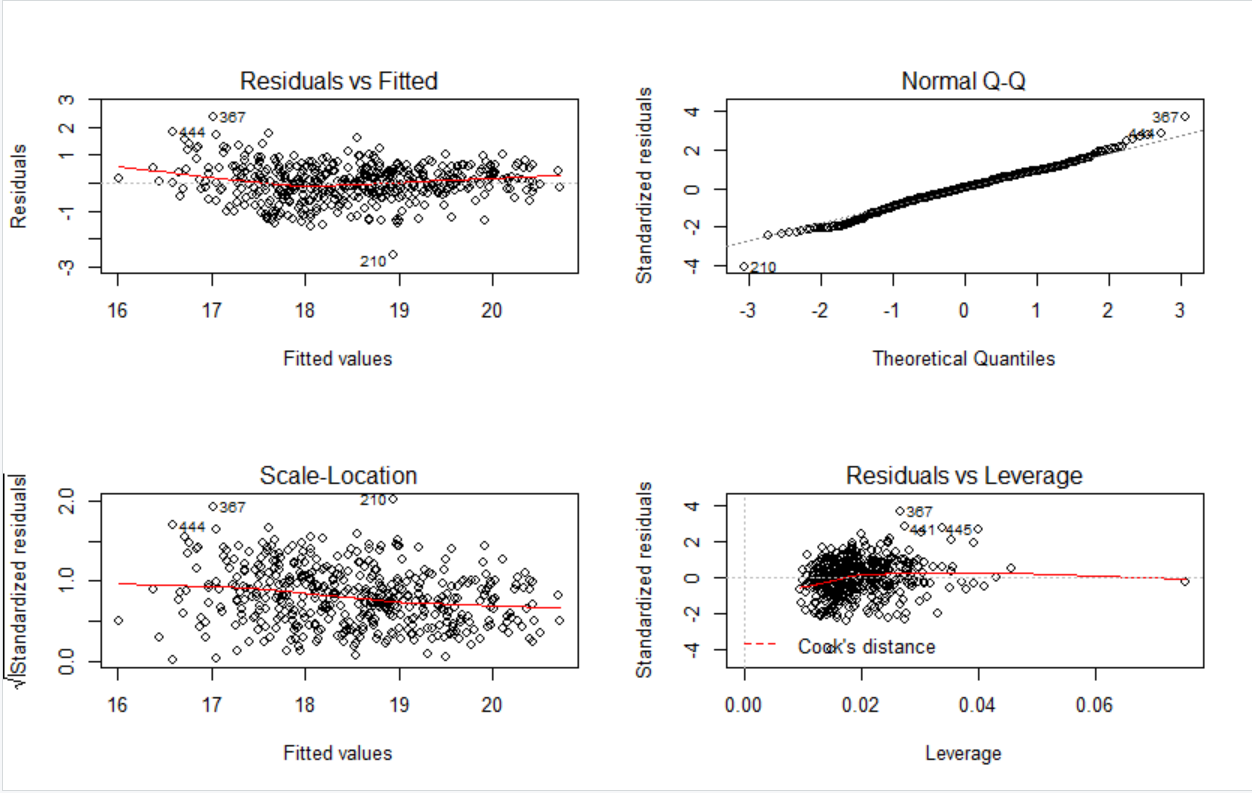 Residuals vs Fitted
Residuals
3
2
1
-1
-3
367
444
210
16 17 18 19 20
Fitted values
Normal Q-Q
Standardized residuals
4
2
0
-2
-4
367
444
210
-3 -2 -1 0 1 2 3
Theoretical Quantiles
Scale-Location
√|Standardized residuals|
2.0
1.0
0.0
367
444
210
16 17 18 19 20
Fitted values
Residuals vs Leverage
Standardized residuals
4
2
0
-2
-4
367
441 445
Cook's distance
0.00 0.02 0.04 0.06
Leverage